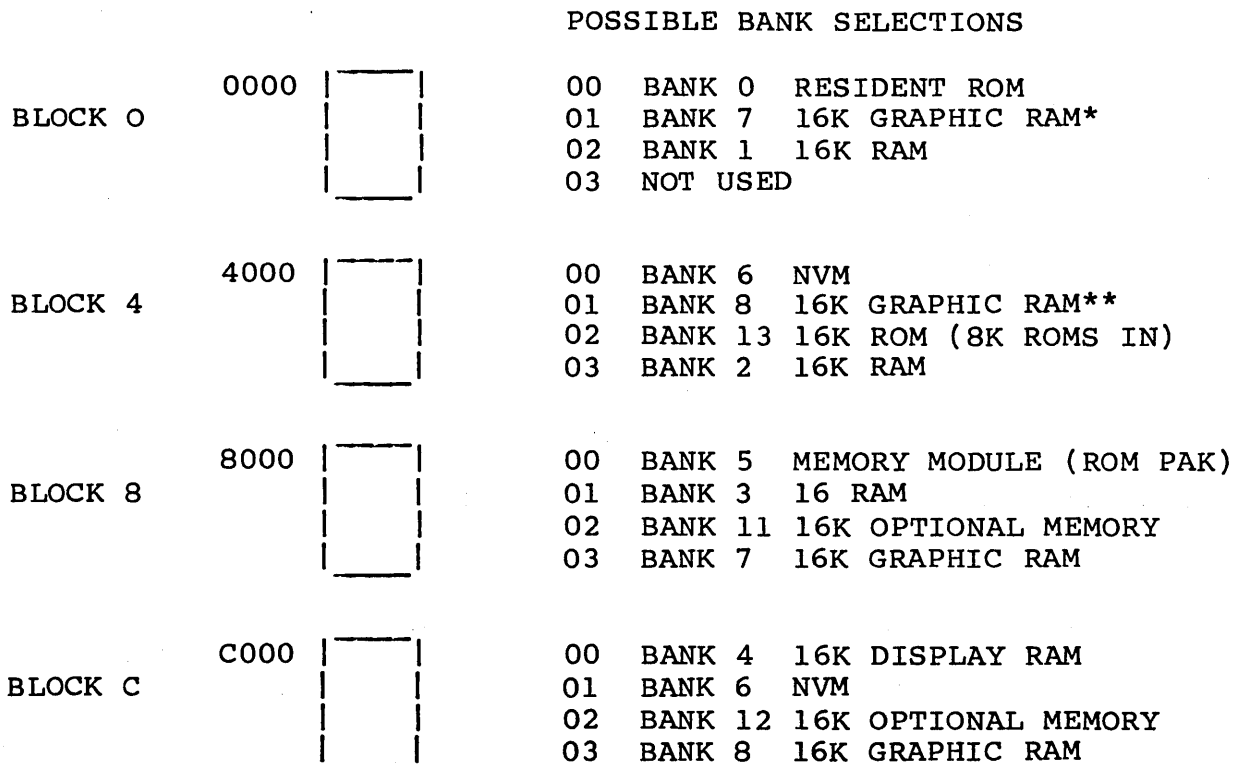 POSSIBLE BANK SELECTIONS
0000 00 BANK 0 RESIDENT ROM
BLOCK 0 01 BANK 7 16K GRAPHIC RAM*
02 BANK 1 16K RAM
03 NOT USED
4000 00 BANK 6 NVM
BLOCK 4 01 BANK 8 16K GRAPHIC RAM**
02 BANK 13 16K ROM (8K ROMS IN)
03 BANK 2 16K RAM
8000 00 BANK 5 MEMORY MODULE (ROM PAK)
BLOCK 8 01 BANK 3 16 RAM
02 BANK 11 16K OPTIONAL MEMORY
03 BANK 7 16K GRAPHIC RAM
C000 00 BANK 4 16K DISPLAY RAM
BLOCK C 01 BANK 6 NVM
02 BANK 12 16K OPTIONAL MEMORY
03 BANK 8 16K GRAPHIC RAM